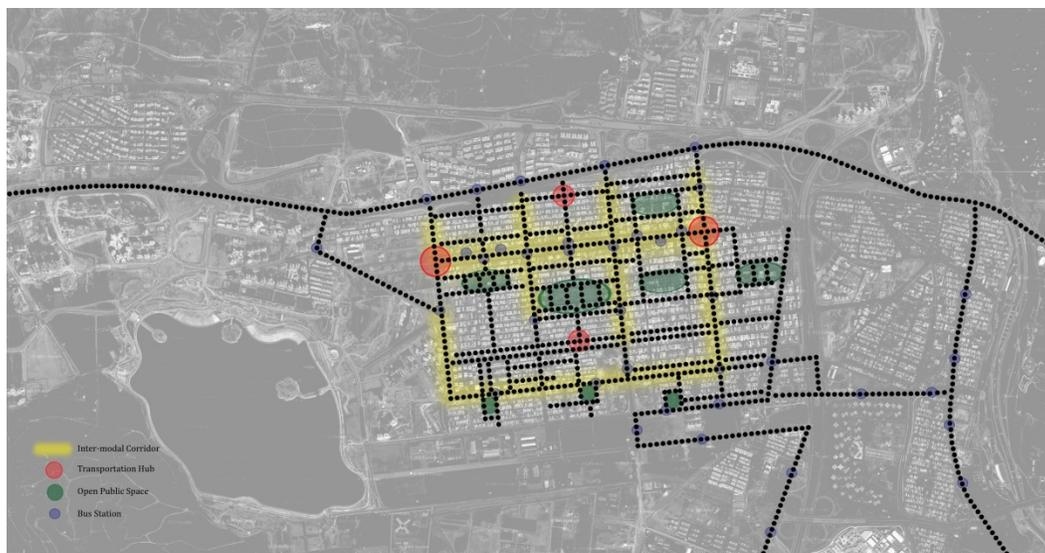 Inter-modal Corridor
Transportation Hub
Open Public Space
Bus Station